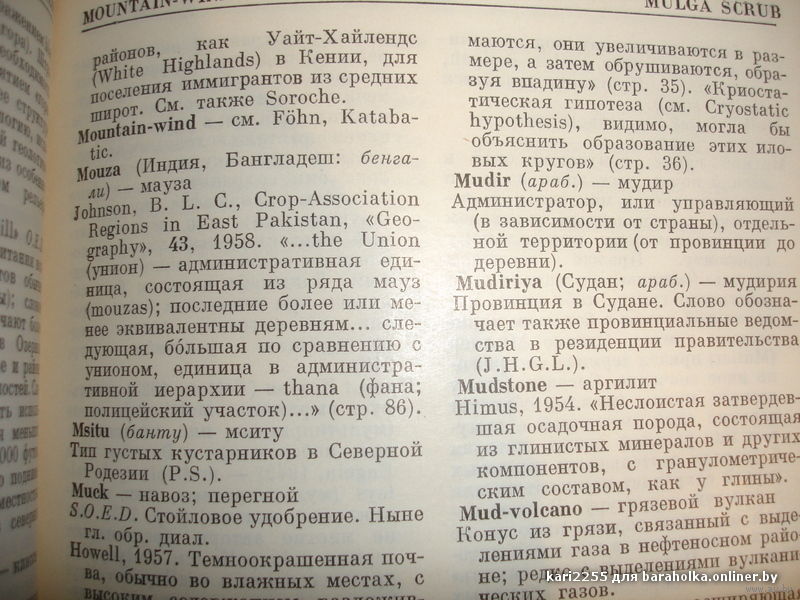 MOUNTAIN-WIND
MULGA SCRUB
районов, как Уайт-Хайлендс
(White Highlands) в Кении, для
поселения иммигрантов из средних
широт. См. также Soroche.
Mountain-wind — см. Föhn, Kataba-
tic.
Mouza (Индия, Бангладеш: бенга-
ли) — мауза
Johnson, B. L. C., Crop-Association
Regions in East Pakistan, «Geo-
graphy», 43, 1958. «...the Union
(унион) — административная еди-
ница, состоящая из ряда мауз
(mouzas); последние более или ме-
нее эквивалентны деревням... сле-
дующая, бо́льшая по сравнению с
унионом, единица в администра-
тивной иерархии — thana (фана;
полицейский участок)...» (стр. 86).
Msitu (банту) — мситу
Тип густых кустарников в Северной
Родезии (P.S.).
Muck — навоз; перегной
S.O.E.D. Стойловое удобрение. Ныне
гл. обр. диал.
Howell, 1957. Темноокрашенная поч-
ва, обычно во влажных местах, с
высоким
маются, они увеличиваются в раз-
мере, а затем обрушиваются, обра-
зуя впадину» (стр. 35). «Криоста-
тическая гипотеза (см. Cryostatic
hypothesis), видимо, могла бы
объяснить образование этих ило-
вых кругов» (стр. 36).
Mudir (араб.) — мудир
Администратор, или управляющий
(в зависимости от страны), отдель-
ной территории (от провинции до
деревни).
Mudiriya (Судан; араб.) — мудирия
Провинция в Судане. Слово обозна-
чает также провинциальные ведом-
ства в резиденции правительства
(J.H.G.L.).
Mudstone — аргиллит
Himus, 1954. «Неслоистая затвердев-
шая осадочная порода, состоящая
из глинистых минералов и других
компонентов, с гранулометриче-
ским составом, как у глины».
Mud-volcano — грязевой вулкан
Конус из грязи, связанный с выде-
лениями газа в нефтеносном райо-
не; редко с выделениями вулкани-
ческих газов.
kari2255 для baraholka.onliner.by